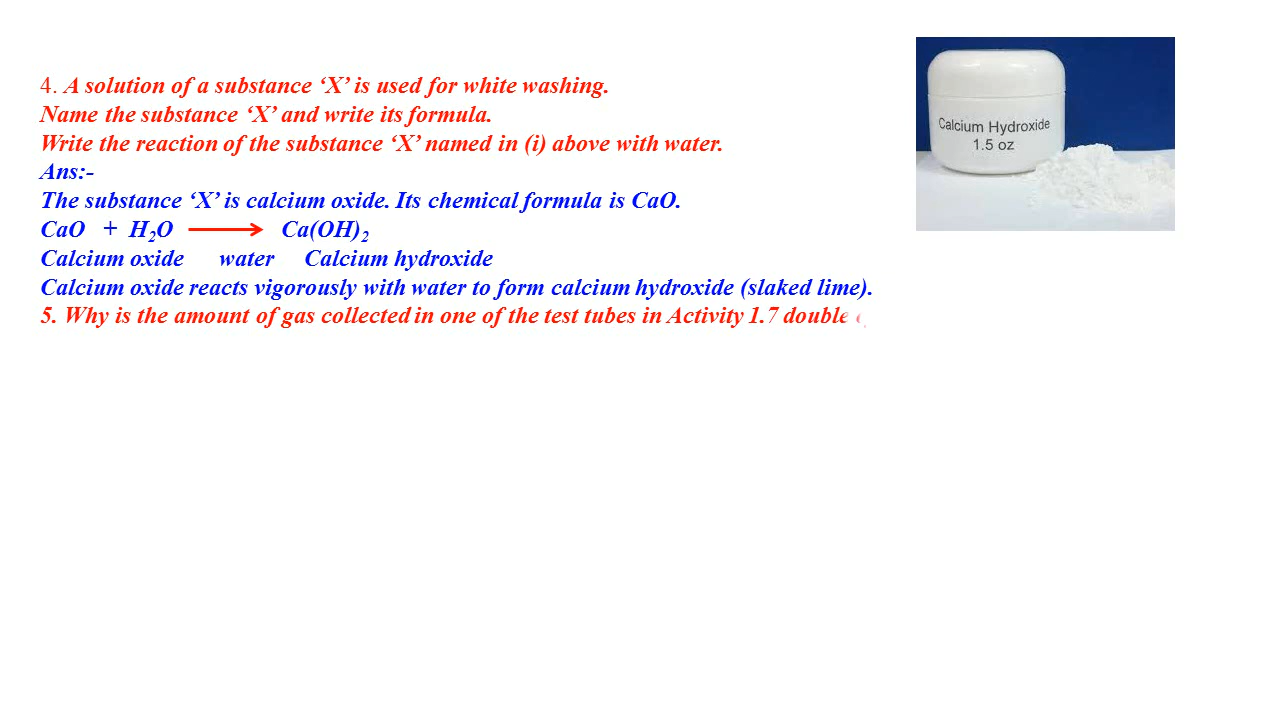 4. A solution of a substance ‘X’ is used for white washing.
Name the substance ‘X’ and write its formula.
Write the reaction of the substance ‘X’ named in (i) above with water.
Ans:-
The substance ‘X’ is calcium oxide. Its chemical formula is CaO.
CaO + H₂O → Ca(OH)₂
Calcium oxide water Calcium hydroxide
Calcium oxide reacts vigorously with water to form calcium hydroxide (slaked lime).
5. Why is the amount of gas collected in one of the test tubes in Activity 1.7 double
Calcium Hydroxide
1.5 oz